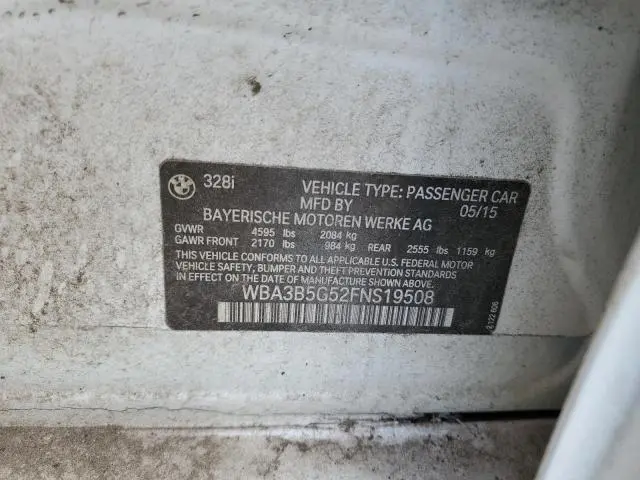 328i
VEHICLE TYPE: PASSENGER CAR
MFD BY 05/15
BAYERISCHE MOTOREN WERKE AG
GVWR 4595 lbs 2084 kg
GAWR FRONT 2170 lbs 984 kg REAR 2555 lbs 1159 kg
THIS VEHICLE CONFORMS TO ALL APPLICABLE U.S. FEDERAL MOTOR
VEHICLE SAFETY, BUMPER, AND THEFT PREVENTION STANDARDS
IN EFFECT ON THE DATE OF MANUFACTURE SHOWN ABOVE.
WBA3B5G52FNS19508